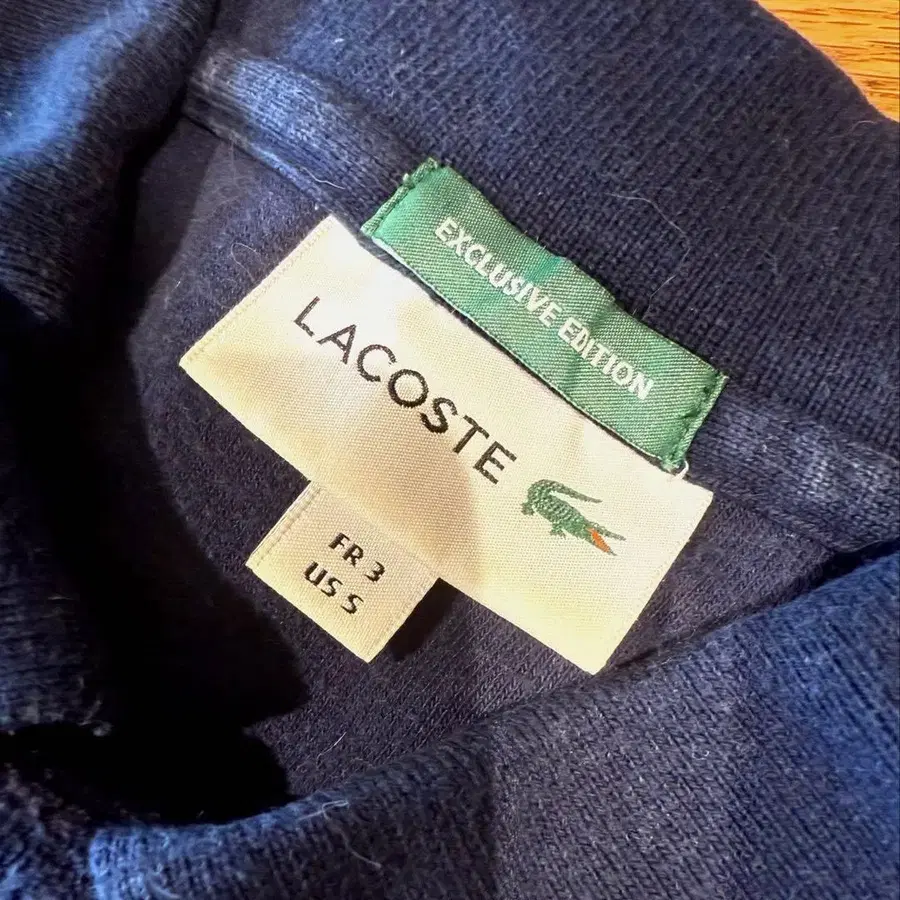 EXCLUSIVE EDITION
LACOSTE
FR 3
US S